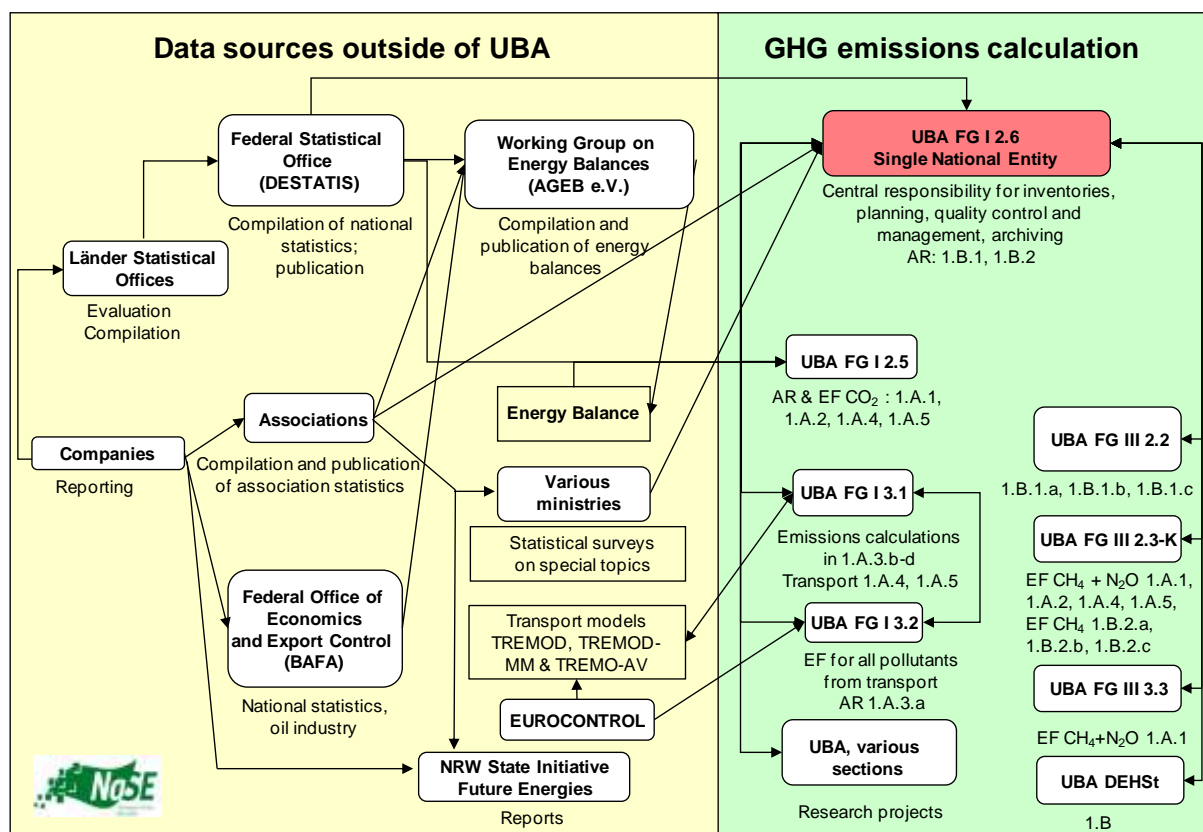 Data sources outside of UBA
GHG emissions calculation
Federal Statistical
Office
(DESTATIS)
Compilation of national
statistics;
publication
Working Group on
Energy Balances
(AGEB e.V.)
Compilation and
publication of energy
balances
UBA FG I 2.6
Single National Entity
Central responsibility for inventories,
planning, quality control and
management, archiving
AR: 1.B.1, 1.B.2
Länder Statistical
Offices
Evaluation
Compilation
UBA FG I 2.5
AR & EF CO₂ : 1.A.1,
1.A.2, 1.A.4, 1.A.5
Energy Balance
Associations
Compilation and publication
of association statistics
Companies
Reporting
Various
ministries
Statistical surveys
on special topics
UBA FG III 2.2
1.B.1.a, 1.B.1.b, 1.B.1.c
UBA FG I 3.1
Emissions calculations
in 1.A.3.b-d
Transport 1.A.4, 1.A.5
UBA FG III 2.3-K
EF CH₄ + N₂O 1.A.1,
1.A.2, 1.A.4, 1.A.5,
EF CH₄ 1.B.2.a,
1.B.2.b, 1.B.2.c
Federal Office of
Economics
and Export Control
(BAFA)
National statistics,
oil industry
Transport models
TREMOD, TREMOD-
MM & TREMO-AV
UBA FG I 3.2
EF for all pollutants
from transport
AR 1.A.3.a
EUROCONTROL
UBA FG III 3.3
EF CH₄+N₂O 1.A.1
NaSE
NRW State Initiative
Future Energies
Reports
UBA, various
sections
Research projects
UBA DEHSt
1.B